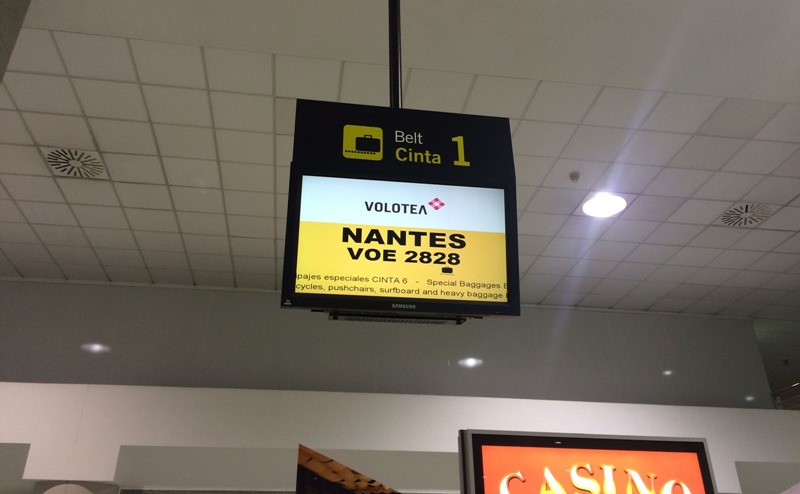 Belt
Cinta 1
VOLOTEA
NANTES
VOE 2828
pajes especiales CINTA 6 - Special Baggages
cycles, pushchairs, surfboard and heavy baggage
SAMSUNG
CASINO